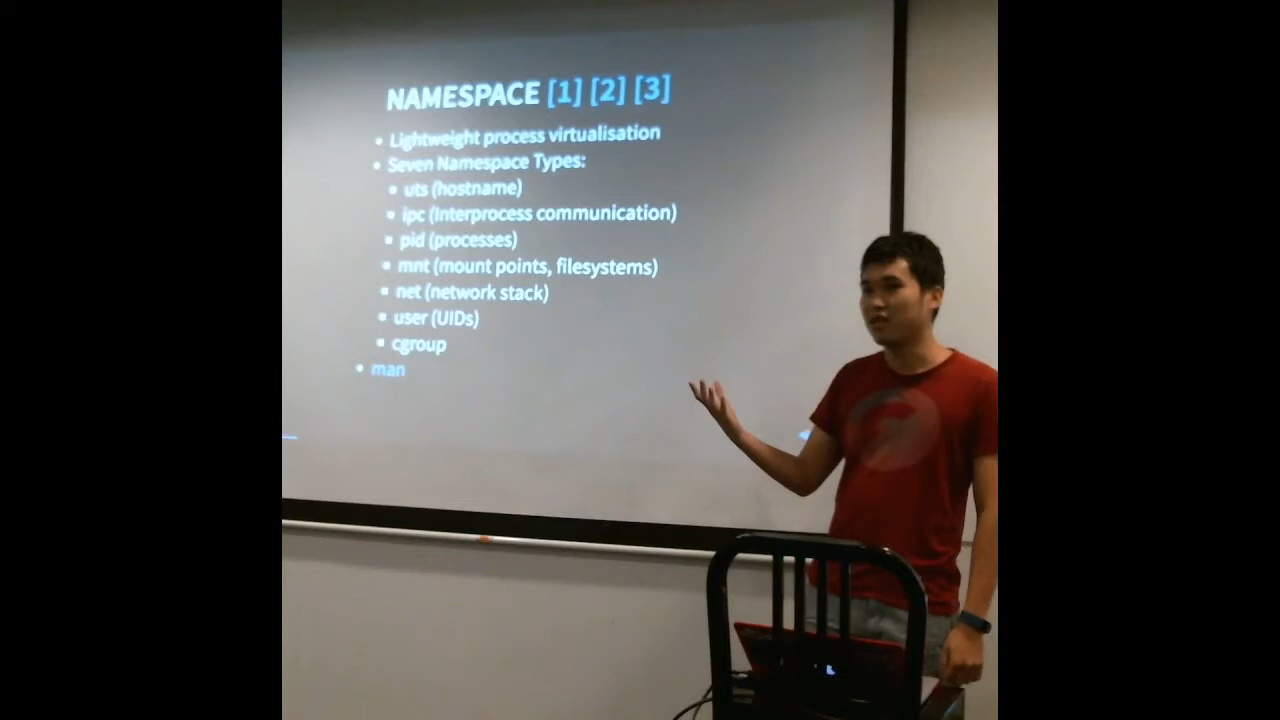 NAMESPACE [1] [2] [3]
Lightweight process virtualisation
Seven Namespace Types:
uts (hostname)
ipc (Interprocess communication)
pid (processes)
mnt (mount points, filesystems)
net (network stack)
user (UIDs)
cgroup
man